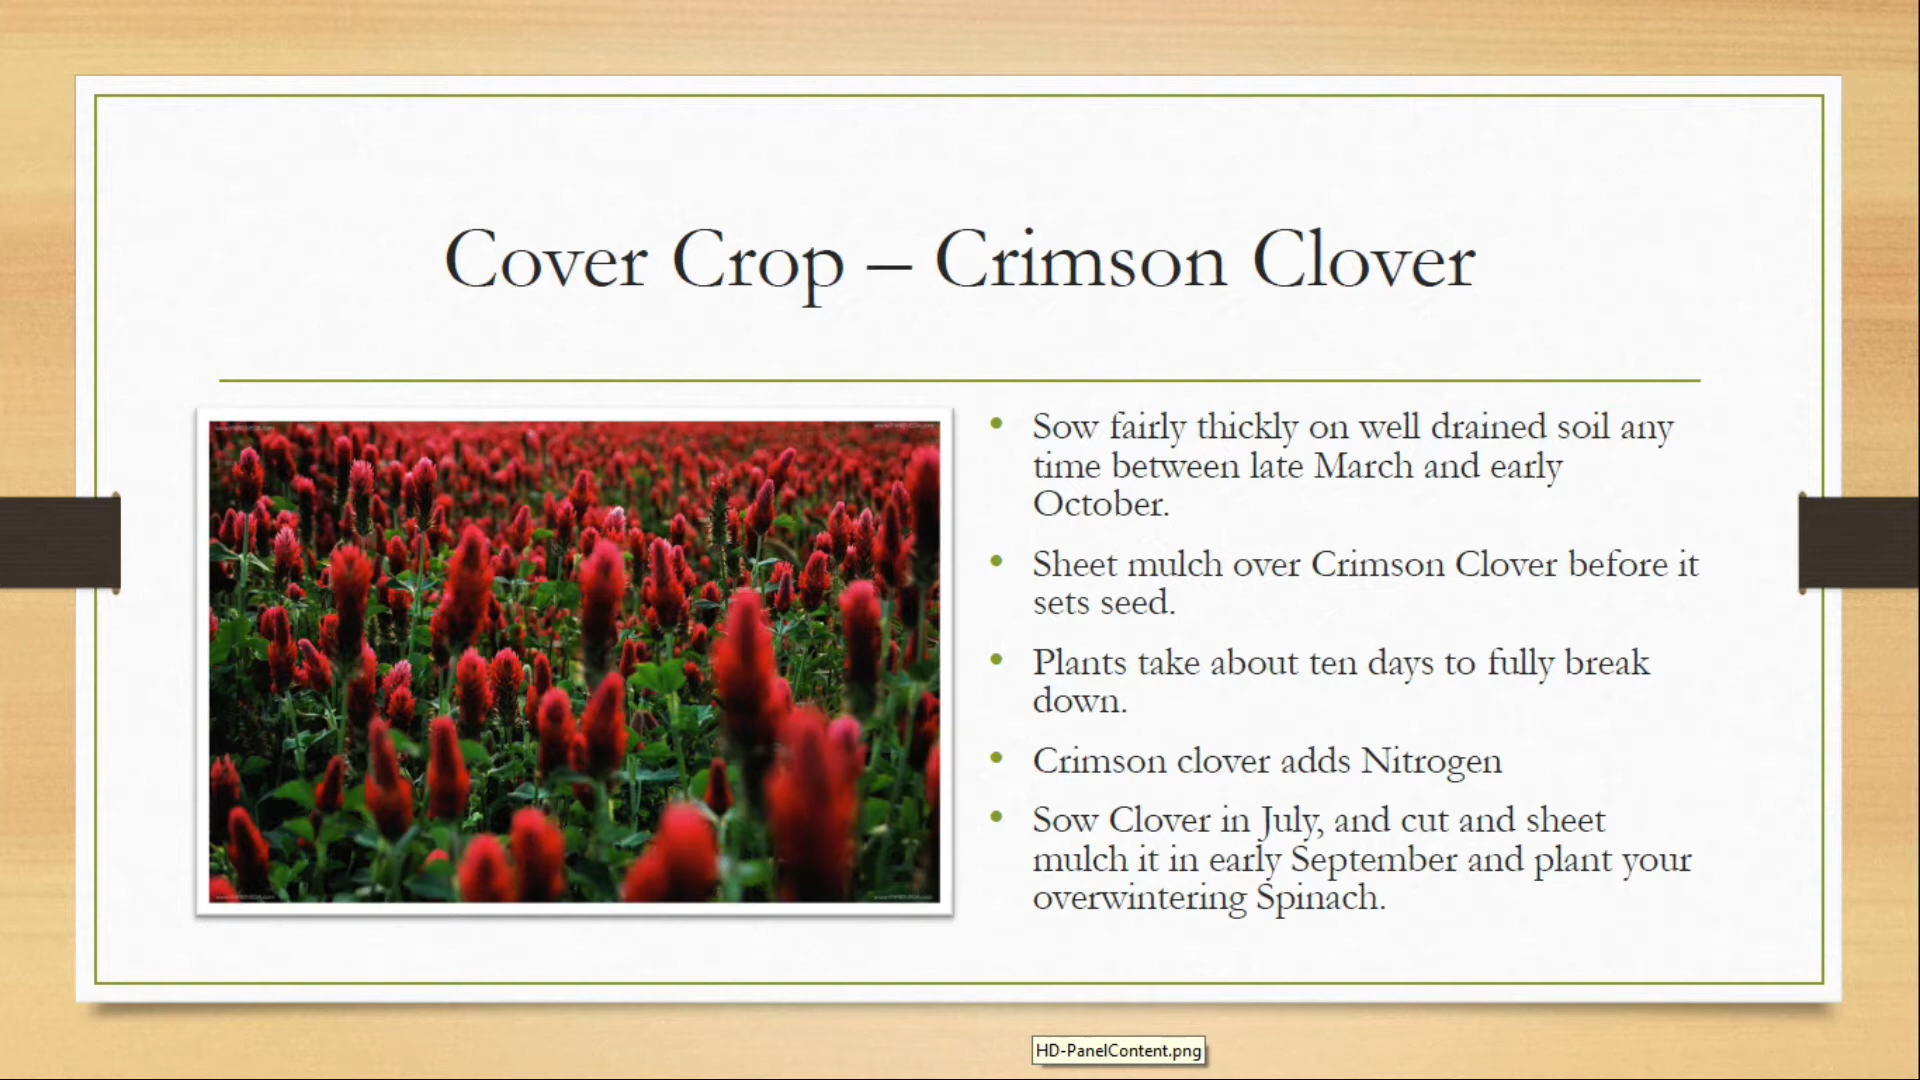 Cover Crop – Crimson Clover
Sow fairly thickly on well drained soil any
time between late March and early
October.
Sheet mulch over Crimson Clover before it
sets seed.
Plants take about ten days to fully break
down.
Crimson clover adds Nitrogen
Sow Clover in July, and cut and sheet
mulch it in early September and plant your
overwintering Spinach.
HD-PanelContent.png